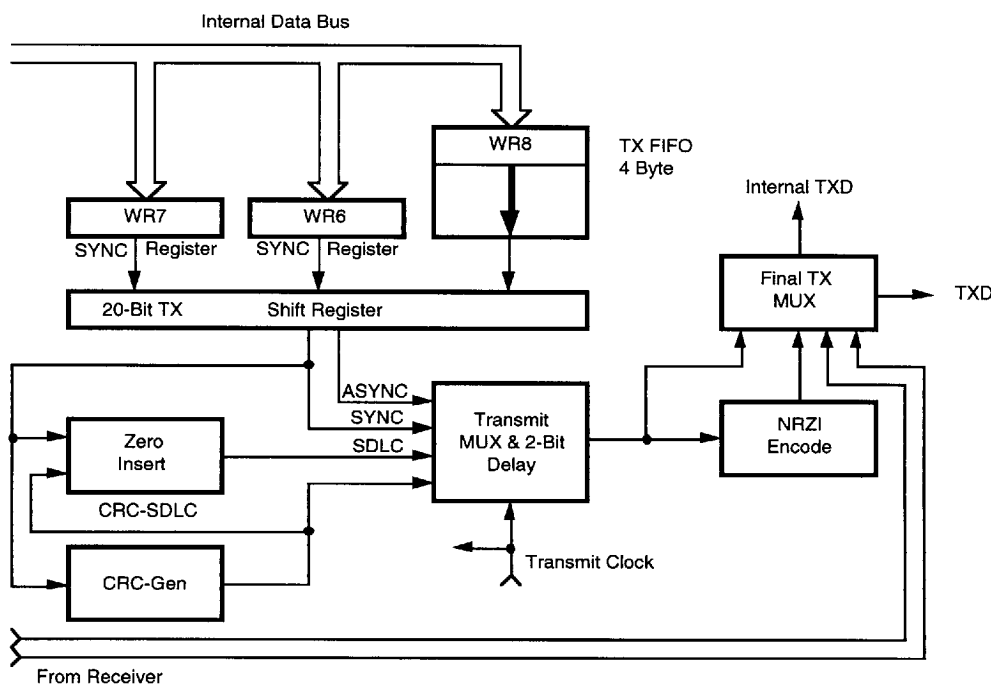 Internal Data Bus
WR8
TX FIFO
4 Byte
WR7
SYNC Register
WR6
SYNC Register
Internal TXD
Final TX
MUX
TXD
20-Bit TX Shift Register
ASYNC
SYNC
SDLC
Transmit
MUX & 2-Bit
Delay
NRZI
Encode
Zero
Insert
CRC-SDLC
CRC-Gen
Transmit Clock
From Receiver